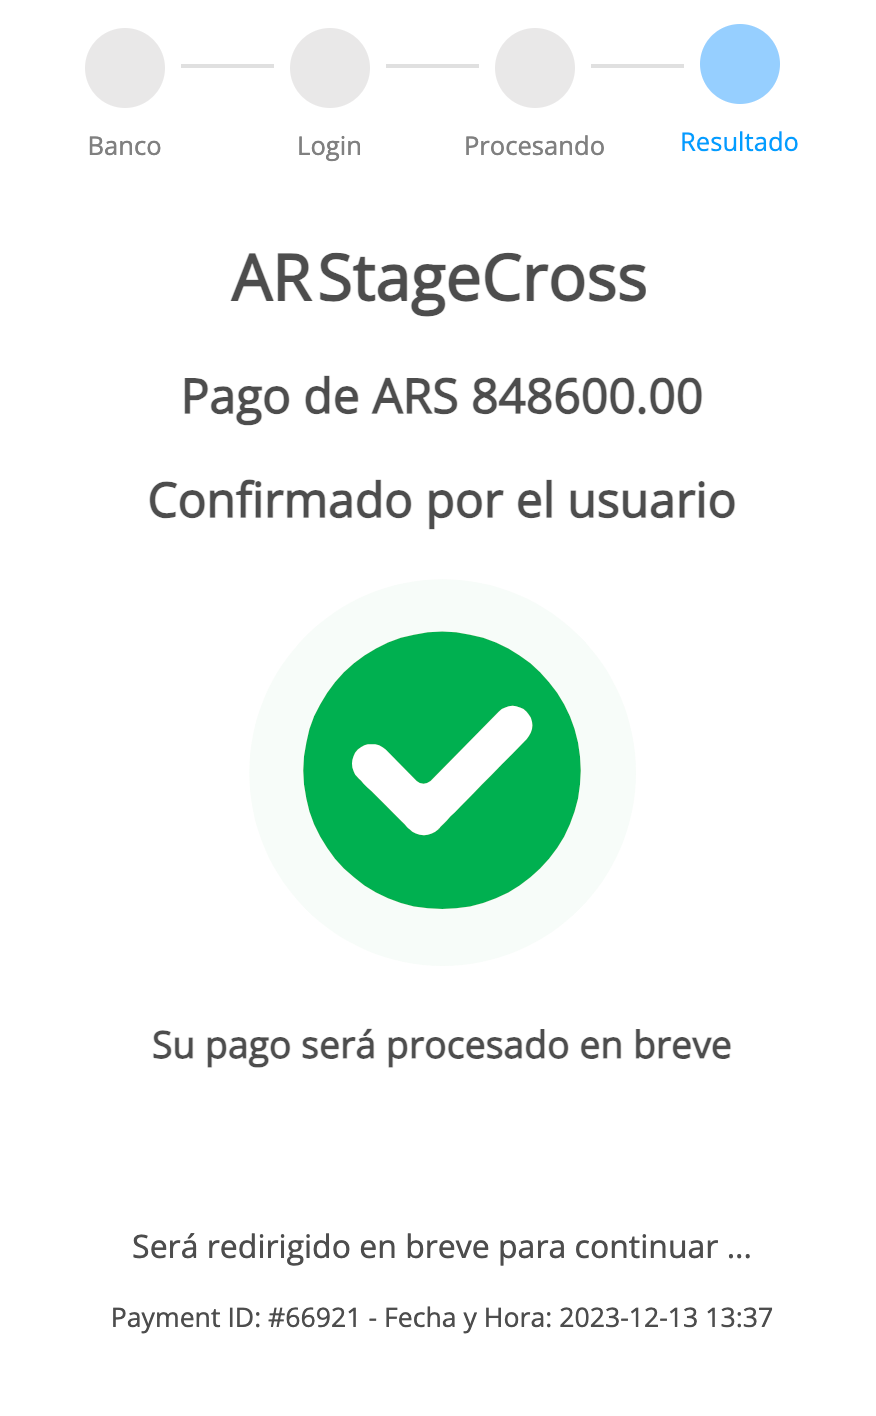 Banco
Login
Procesando
Resultado
ARStageCross
Pago de ARS 848600.00
Confirmado por el usuario
Su pago será procesado en breve
Será redirigido en breve para continuar ...
Payment ID: #66921 - Fecha y Hora: 2023-12-13 13:37